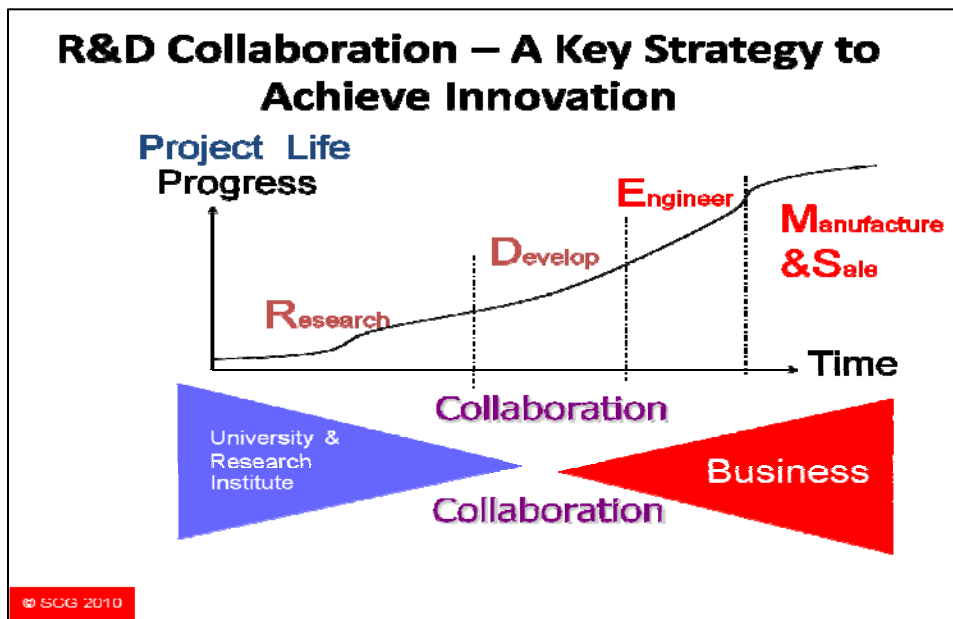 R&D Collaboration – A Key Strategy to
Achieve Innovation
Project Life
Progress
Engineer
Manufacture
&Sale
Develop
Research
Time
Collaboration
University &
Research
Institute
Business
Collaboration
© SCG 2010